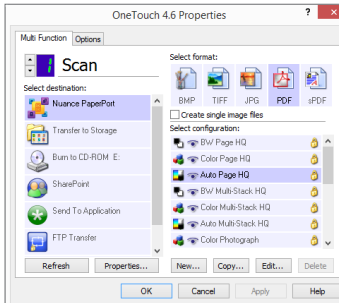 OneTouch 4.6 Properties
Multi Function
Options
1
Scan
Select destination:
Nuance PaperPort
Transfer to Storage
Burn to CD-ROM E:
SharePoint
Send To Application
FTP Transfer
Refresh
Properties...
Select format:
BMP
TIFF
JPG
PDF
sPDF
Create single image files
Select configuration:
BW Page HQ
Color Page HQ
Auto Page HQ
BW Multi-Stack HQ
Color Multi-Stack HQ
Auto Multi-Stack HQ
Color Photograph
New...
Copy...
Edit...
Delete
OK
Cancel
Apply
Help